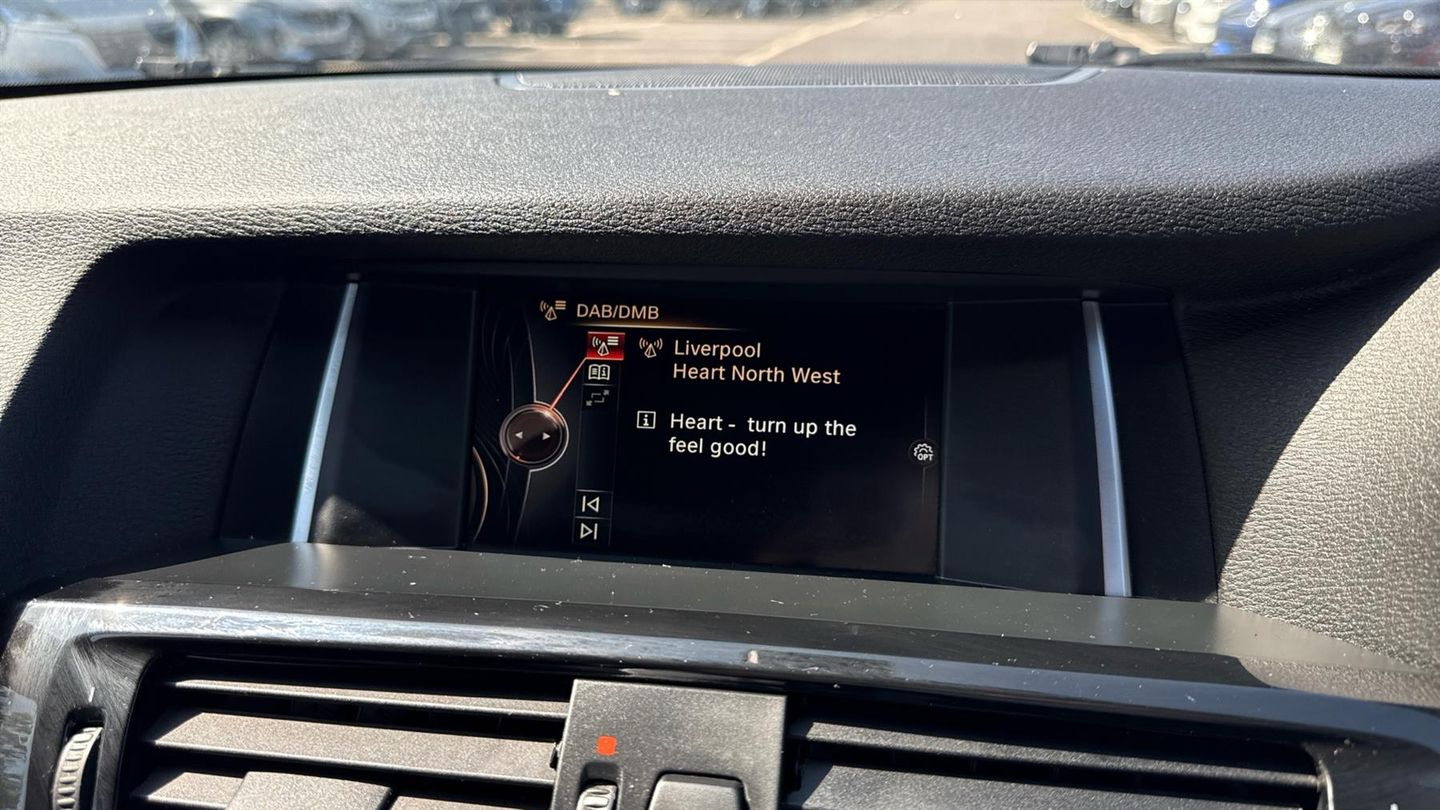 DAB/DMB
Liverpool
Heart North West
Heart - turn up the
feel good!
OPT